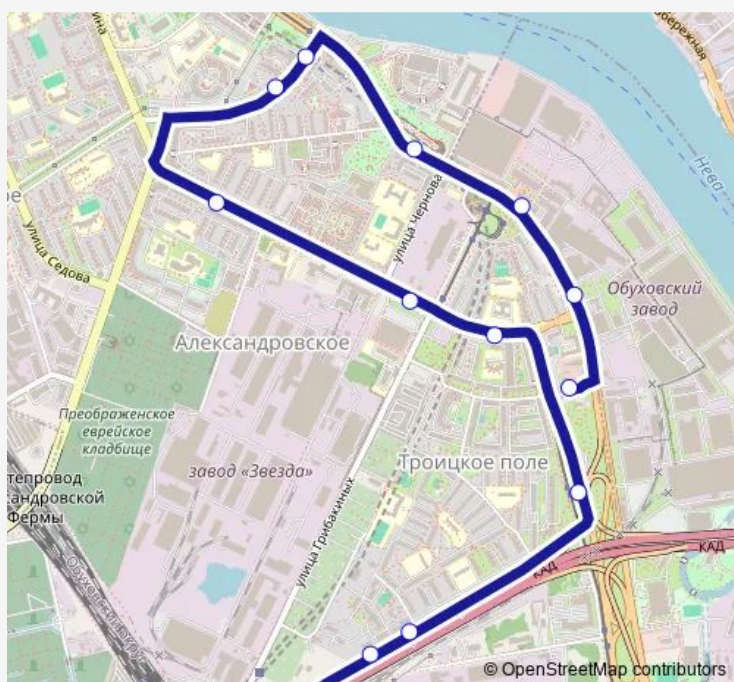 Нева
улица Чернова
улица Седова
Обуховский
завод
Александровское
Преображенское
еврейское
кладбище
завод «Звезда»
Троицкое поле
тепровод
сандровской
Фермы
улица Грибакиных
КАД
КАД
© OpenStreetMap contributors